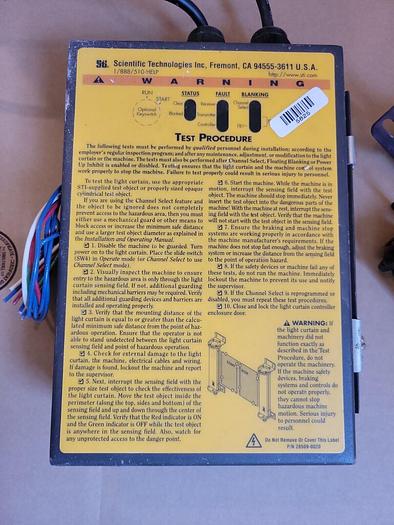 STi Scientific Technologies Inc, Fremont, CA 94555-3611 U.S.A.
1/888/510-HELP http://www.sti.com
WARNING
RUN
START
Optional Keyswitch
STATUS FAULT BLANKING
Clear
Blocked
Receiver
Transmitter
Controller
Channel Select
5625
TEST PROCEDURE
The following tests must be performed by qualified personnel during installation; according to the
employer's regular inspection program; and after any maintenance, adjustment, or modification to the light
curtain or the machine. The tests must also be performed after Channel Select, Floating Blanking or Power
Up Inhibit is enabled or disabled. Testing ensures that the light curtain and the machine control system
work properly to stop the machine. Failure to test properly could result in serious injury to personnel.
To test the light curtain, use the appropriate
STI-supplied test object or properly sized opaque
cylindrical test object.
If you are using the Channel Select feature and
the object to be ignored does not completely
prevent access to the hazardous area, then you must
either use a mechanical guard or other means to
block access or increase the minimum safe distance
and use a larger test object diameter as explained in
the Installation and Operating Manual.
1. Disable the machine to be guarded. Turn
power on to the light curtain. Place the slide switch
(SW4) in Operate mode (or Channel Select to use
Channel Select mode).
2. Visually inspect the machine to ensure
entry to the hazardous area is only through the light
curtain sensing field. If not, additional guarding
including mechanical barriers may be required. Verify
that all additional guarding devices and barriers are
installed and operating properly.
3. Verify that the mounting distance of the
light curtain is equal to or greater than the calcu-
lated minimum safe distance from the point of haz-
ardous operation. Ensure that the operator is not
able to stand undetected between the light curtain
sensing field and point of hazardous operation.
4. Check for external damage to the light
curtain, the machine, electrical cables and wiring.
If damage is found, lockout the machine and report
to the supervisor.
5. Next, interrupt the sensing field with the
proper size test object to check the effectiveness of
the light curtain. Move the test object inside the
perimeter (along the top, sides and bottom) of the
sensing field and up and down through the center of
the sensing field. Verify that the Red indicator is ON
and the Green indicator is OFF while the test object
is anywhere in the sensing field. Also, watch for
any unprotected access to the danger point.
6. Start the machine. While the machine is in
motion, interrupt the sensing field with the test
object. The machine should stop immediately. Never
insert the test object into the dangerous parts of the
machine! With the machine at rest, interrupt the sens-
ing field with the test object. Verify that the machine
will not start with the test object in the sensing field.
7. Ensure the braking and machine stop
systems are working properly in accordance with
the machine manufacturer's requirements. If the
machine does not stop fast enough, adjust the braking
system or increase the distance from the sensing field
to the point of operation hazard.
8. If the safety devices or machine fail any of
these tests, do not run the machine. Immediately
lockout the machine to prevent its use and notify
the supervisor.
9. If the Channel Select is reprogrammed or
disabled, you must repeat these test procedures.
10. Close and lock the light curtain controller
enclosure door.
WARNING: If
the light curtain and
machinery did not
function exactly as
described in the Test
Procedure, do not
operate the machinery.
If the machine safety
devices, braking
systems and controls do
not operate properly,
they cannot stop
hazardous machine
motion. Serious injury
to personnel could
result.
Do Not Remove Or Cover This Label
P/N 28509-0020